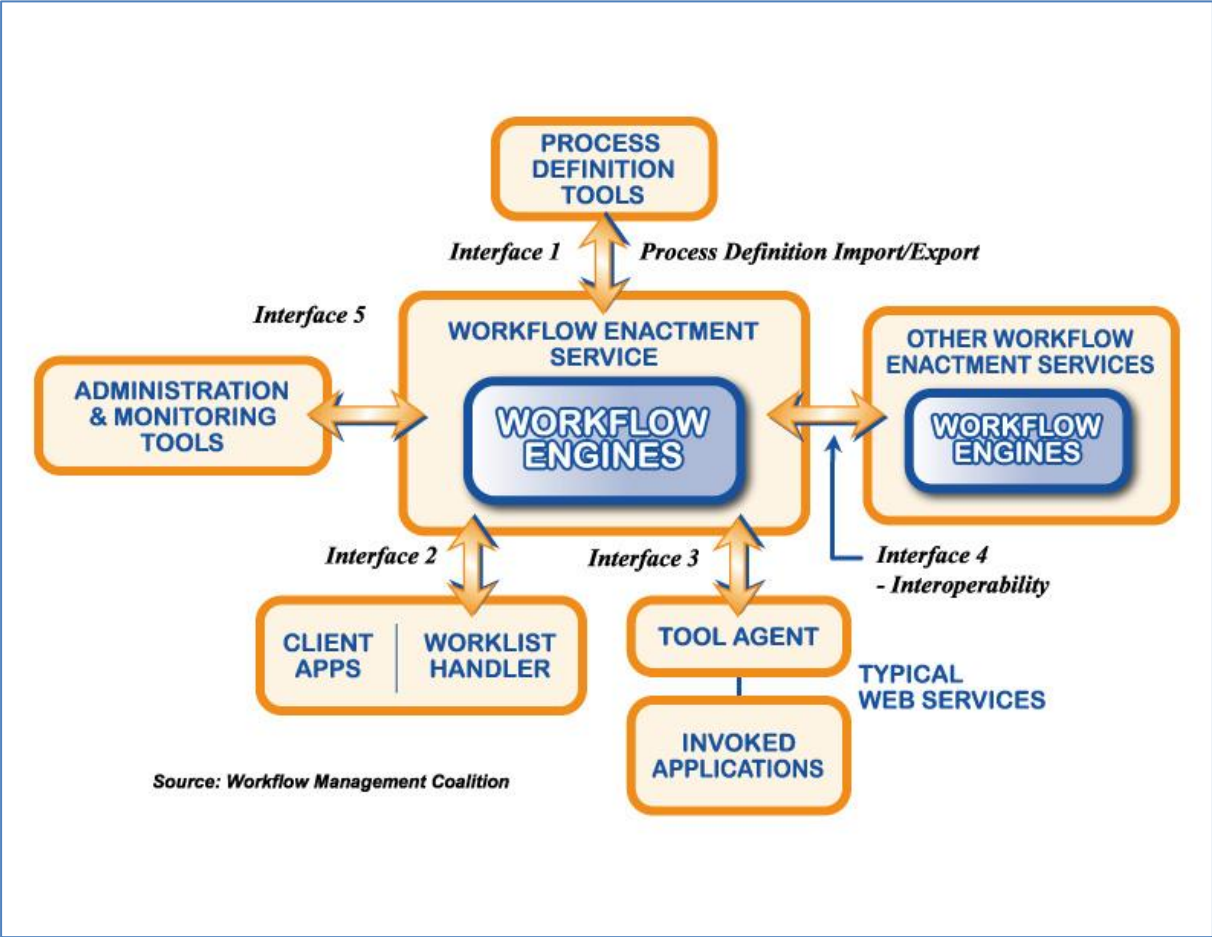 PROCESS
DEFINITION
TOOLS
Interface 1
Process Definition Import/Export
Interface 5
WORKFLOW ENACTMENT
SERVICE
WORKFLOW
ENGINES
OTHER WORKFLOW
ENACTMENT SERVICES
WORKFLOW
ENGINES
ADMINISTRATION
& MONITORING
TOOLS
Interface 2
Interface 3
Interface 4
- Interoperability
CLIENT
APPS
WORKLIST
HANDLER
TOOL AGENT
TYPICAL
WEB SERVICES
INVOKED
APPLICATIONS
Source: Workflow Management Coalition